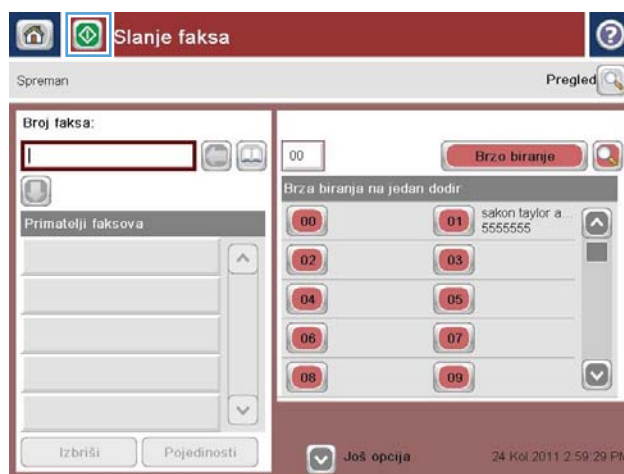 Slanje faksa
Spreman
Pregled
Broj faksa:
Primatelji faksova
Izbriši
Pojedinosti
00
Brzo biranje
Brza biranja na jedan dodir
00
01 sakon taylor a...
5555555
02
03
04
05
06
07
08
09
Još opcija
24 Kol 2011 2:59:29 PM